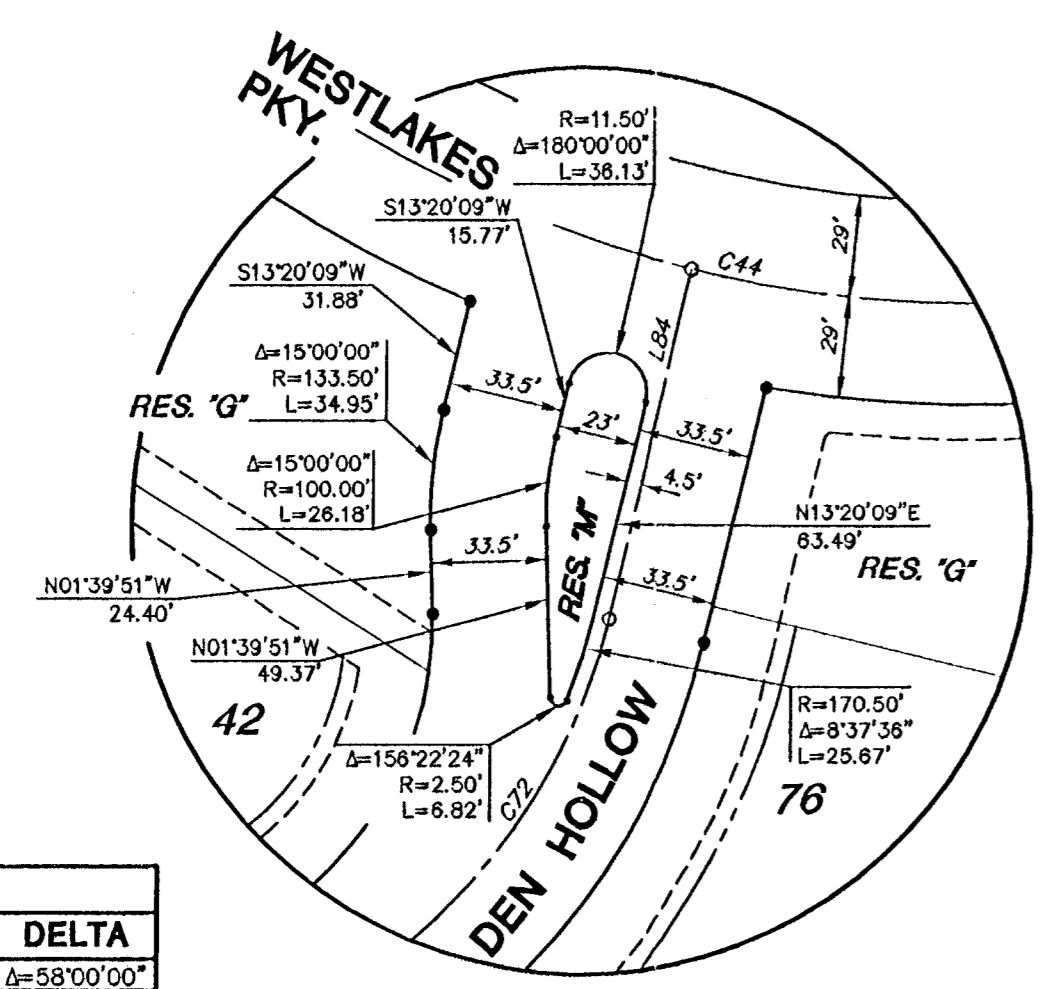 WESTLAKES
PKY.
R=11.50'
Δ=180°00'00"
L=36.13'
S13°20'09"W
15.77'
S13°20'09"W
31.88'
C44
29'
29'
L84
Δ=15°00'00"
R=133.50'
L=34.95'
33.5'
RES. "G"
23'
33.5'
4.5'
Δ=15°00'00"
R=100.00'
L=26.18'
N13°20'09"E
63.49'
RES. "M"
33.5'
RES. "G"
33.5'
N01°39'51"W
24.40'
N01°39'51"W
49.37'
42
R=170.50'
Δ=8°37'36"
L=25.67'
Δ=156°22'24"
R=2.50'
L=6.82'
C72
DEN HOLLOW
76
DELTA
Δ=58°00'00"